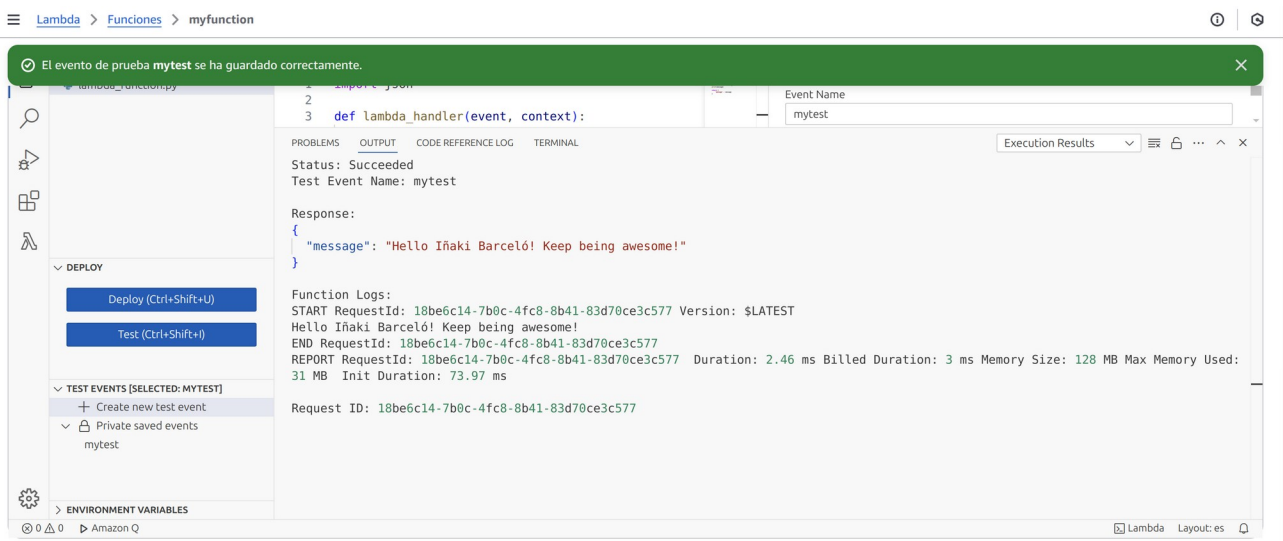 Lambda > Funciones > myfunction
El evento de prueba mytest se ha guardado correctamente.
lambda_function.py
1 import json
2
3 def lambda_handler(event, context):
Event Name
mytest
PROBLEMS OUTPUT CODE REFERENCE LOG TERMINAL
Execution Results
Status: Succeeded
Test Event Name: mytest
Response:
{
"message": "Hello Iñaki Barceló! Keep being awesome!"
}
Function Logs:
START RequestId: 18be6c14-7b0c-4fc8-8b41-83d70ce3c577 Version: $LATEST
Hello Iñaki Barceló! Keep being awesome!
END RequestId: 18be6c14-7b0c-4fc8-8b41-83d70ce3c577
REPORT RequestId: 18be6c14-7b0c-4fc8-8b41-83d70ce3c577 Duration: 2.46 ms Billed Duration: 3 ms Memory Size: 128 MB Max Memory Used:
31 MB Init Duration: 73.97 ms
Request ID: 18be6c14-7b0c-4fc8-8b41-83d70ce3c577
DEPLOY
Deploy (Ctrl+Shift+U)
Test (Ctrl+Shift+I)
TEST EVENTS [SELECTED: MYTEST]
Create new test event
Private saved events
mytest
ENVIRONMENT VARIABLES
0 0 Amazon Q
Lambda Layout: es